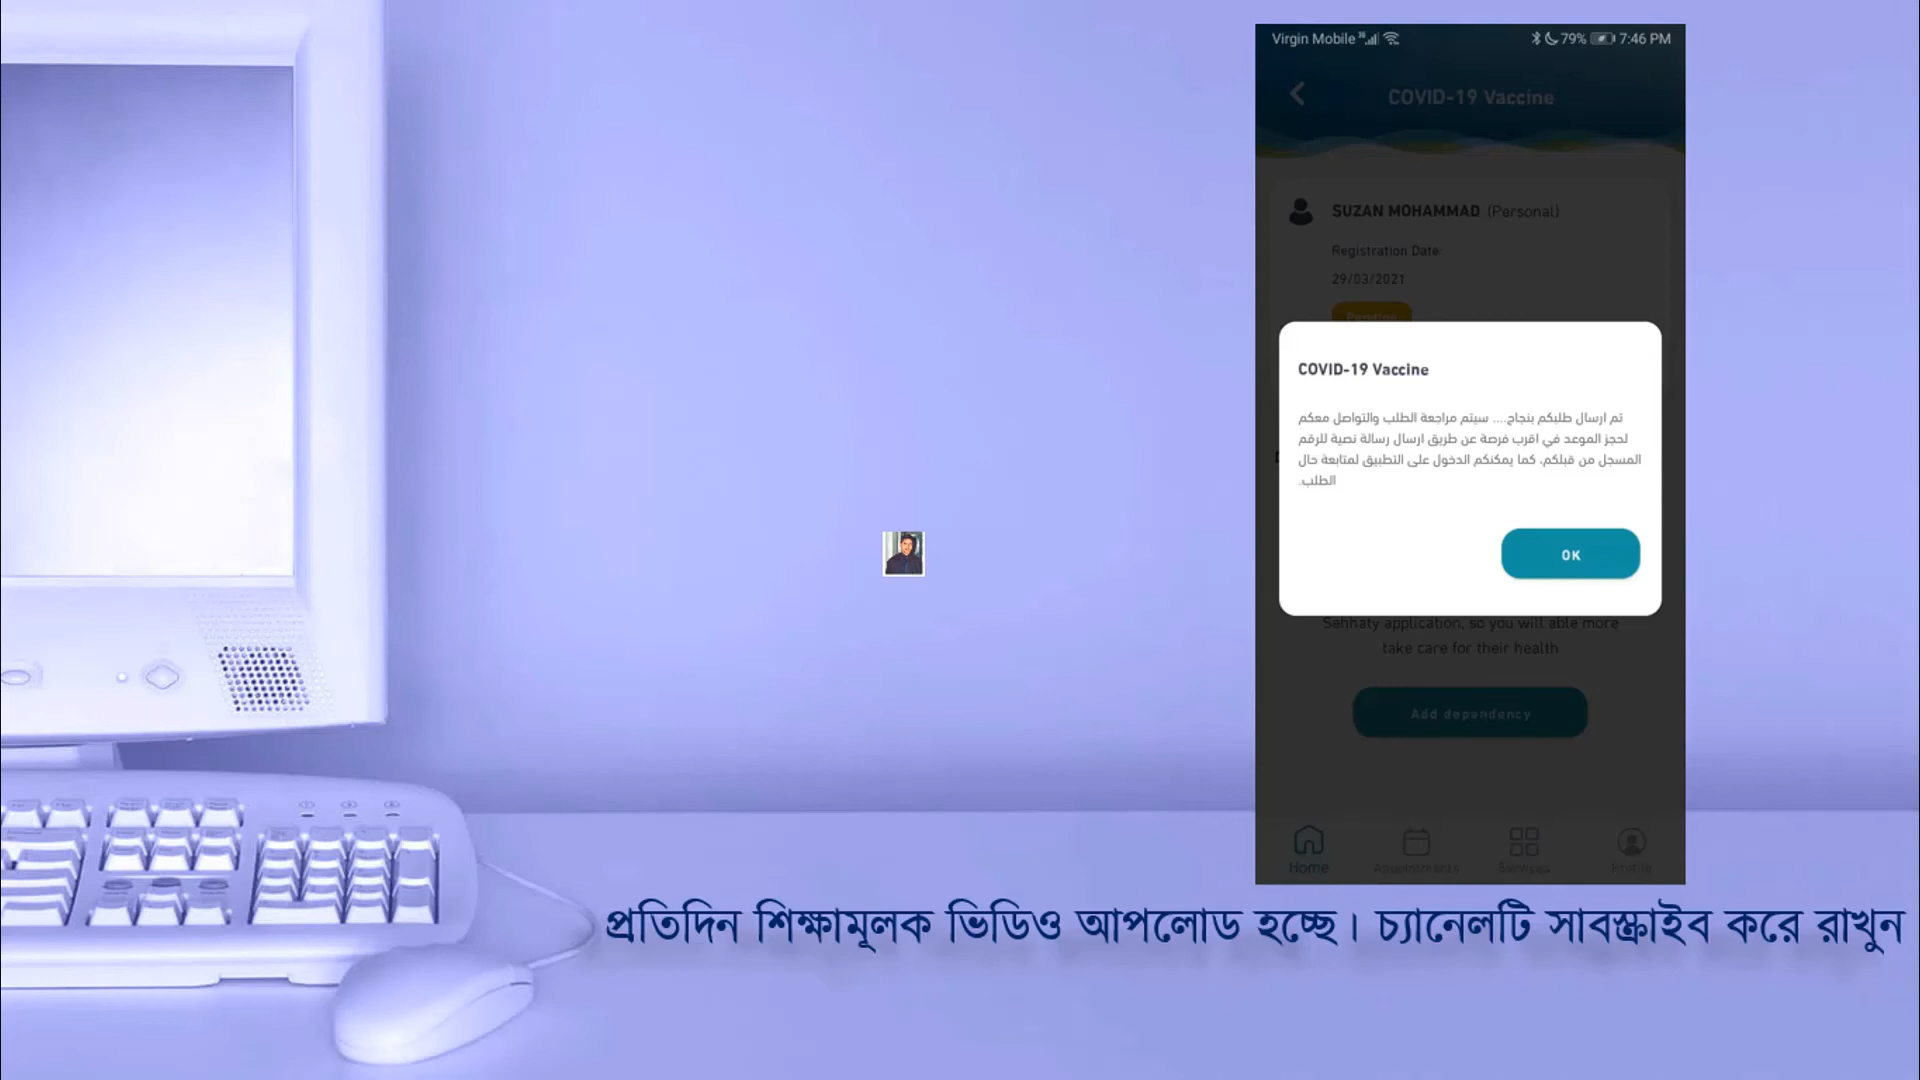 Virgin Mobile
79% 7:46 PM
COVID-19 Vaccine
SUZAN MOHAMMAD (Personal)
Registration Date
29/03/2021
Pending
COVID-19 Vaccine
تم ارسال طلبكم بنجاح.... سيتم مراجعة الطلب والتواصل معكم
لحجز الموعد في اقرب فرصة عن طريق ارسال رسالة نصية للرقم
المسجل من قبلكم، كما يمكنكم الدخول على التطبيق لمتابعة حال
الطلب.
OK
Sehhaty application, so you will able more
take care for their health
Add dependency
Home
Appointments
Services
Profile
প্রতিদিন শিক্ষামূলক ভিডিও আপলোড হচ্ছে। চ্যানেলটি সাবস্ক্রাইব করে রাখুন